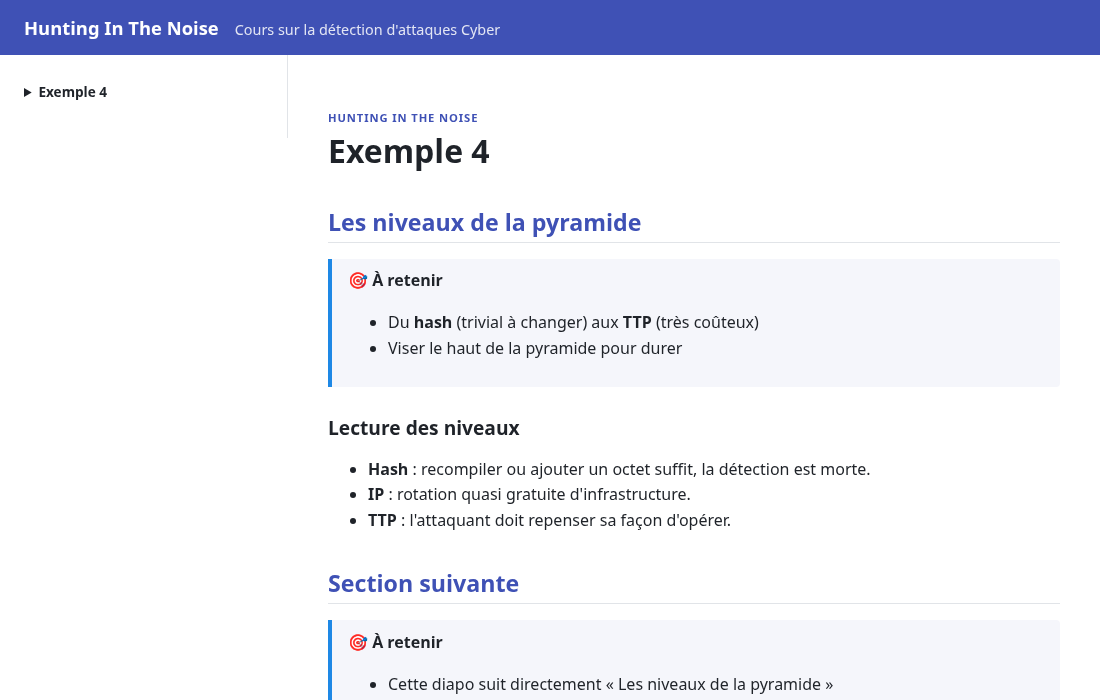 Hunting In The Noise Cours sur la détection d'attaques Cyber
Exemple 4
HUNTING IN THE NOISE
Exemple 4
Les niveaux de la pyramide
🎯 À retenir
Du hash (trivial à changer) aux TTP (très coûteux)
Viser le haut de la pyramide pour durer
Lecture des niveaux
Hash : recompiler ou ajouter un octet suffit, la détection est morte.
IP : rotation quasi gratuite d'infrastructure.
TTP : l'attaquant doit repenser sa façon d'opérer.
Section suivante
🎯 À retenir
Cette diapo suit directement « Les niveaux de la pyramide »